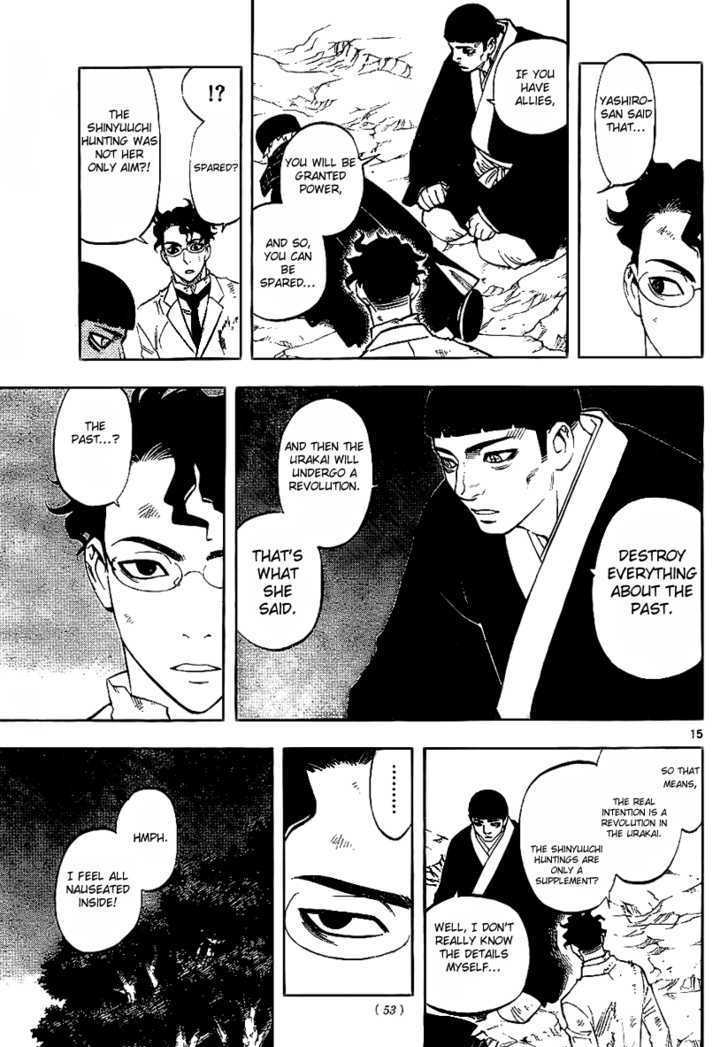 YASHIRO-
SAN SAID
THAT...
IF YOU
HAVE
ALLIES,
YOU WILL BE
GRANTED
POWER,
AND SO,
YOU CAN
BE
SPARED...
!?
SPARED?
THE
SHINYUUCHI
HUNTING WAS
NOT HER
ONLY AIM?!
DESTROY
EVERYTHING
ABOUT THE
PAST.
AND THEN THE
URAKAI WILL
UNDERGO A
REVOLUTION.
THAT'S
WHAT
SHE
SAID.
THE
PAST...?
15
SO THAT
MEANS,
THE REAL
INTENTION IS A
REVOLUTION IN
THE URAKAI.
THE SHINYUUCHI
HUNTINGS ARE
ONLY A
SUPPLEMENT?
WELL, I DON'T
REALLY KNOW
THE DETAILS
MYSELF...
.........
HMPH.
I FEEL ALL
NAUSEATED
INSIDE!
( 53 )